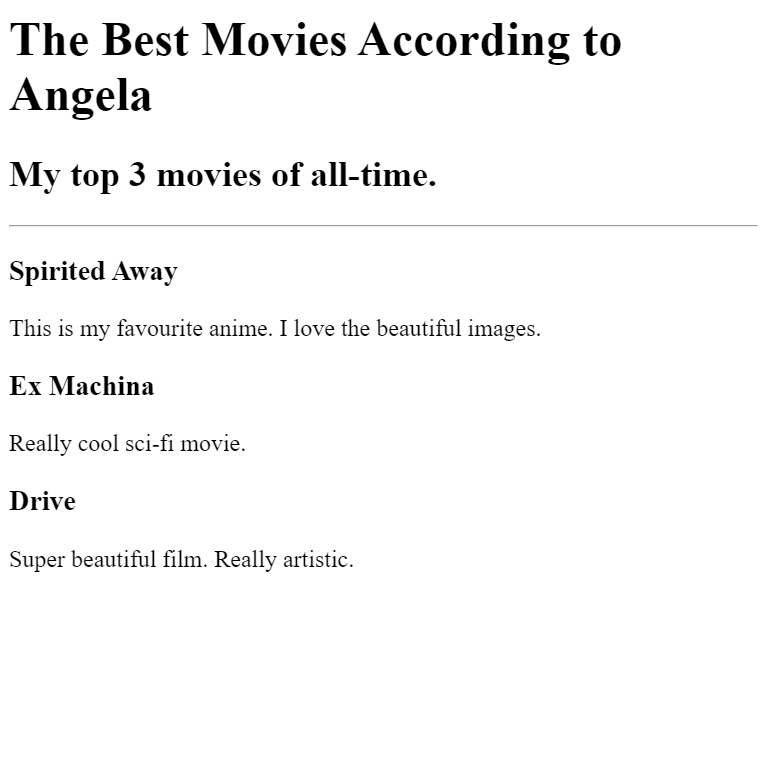 The Best Movies According to
Angela
My top 3 movies of all-time.
Spirited Away
This is my favourite anime. I love the beautiful images.
Ex Machina
Really cool sci-fi movie.
Drive
Super beautiful film. Really artistic.